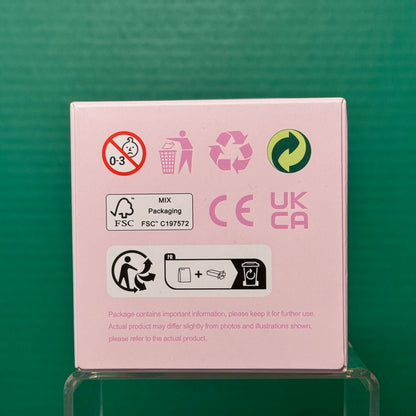 0-3
FSC
MIX
Packaging
FSC™ C197572
CE
UK
CA
FR
+
Package contains important information, please keep it for further use.
Actual product may differ slightly from photos and illustrations shown,
please refer to the actual product.